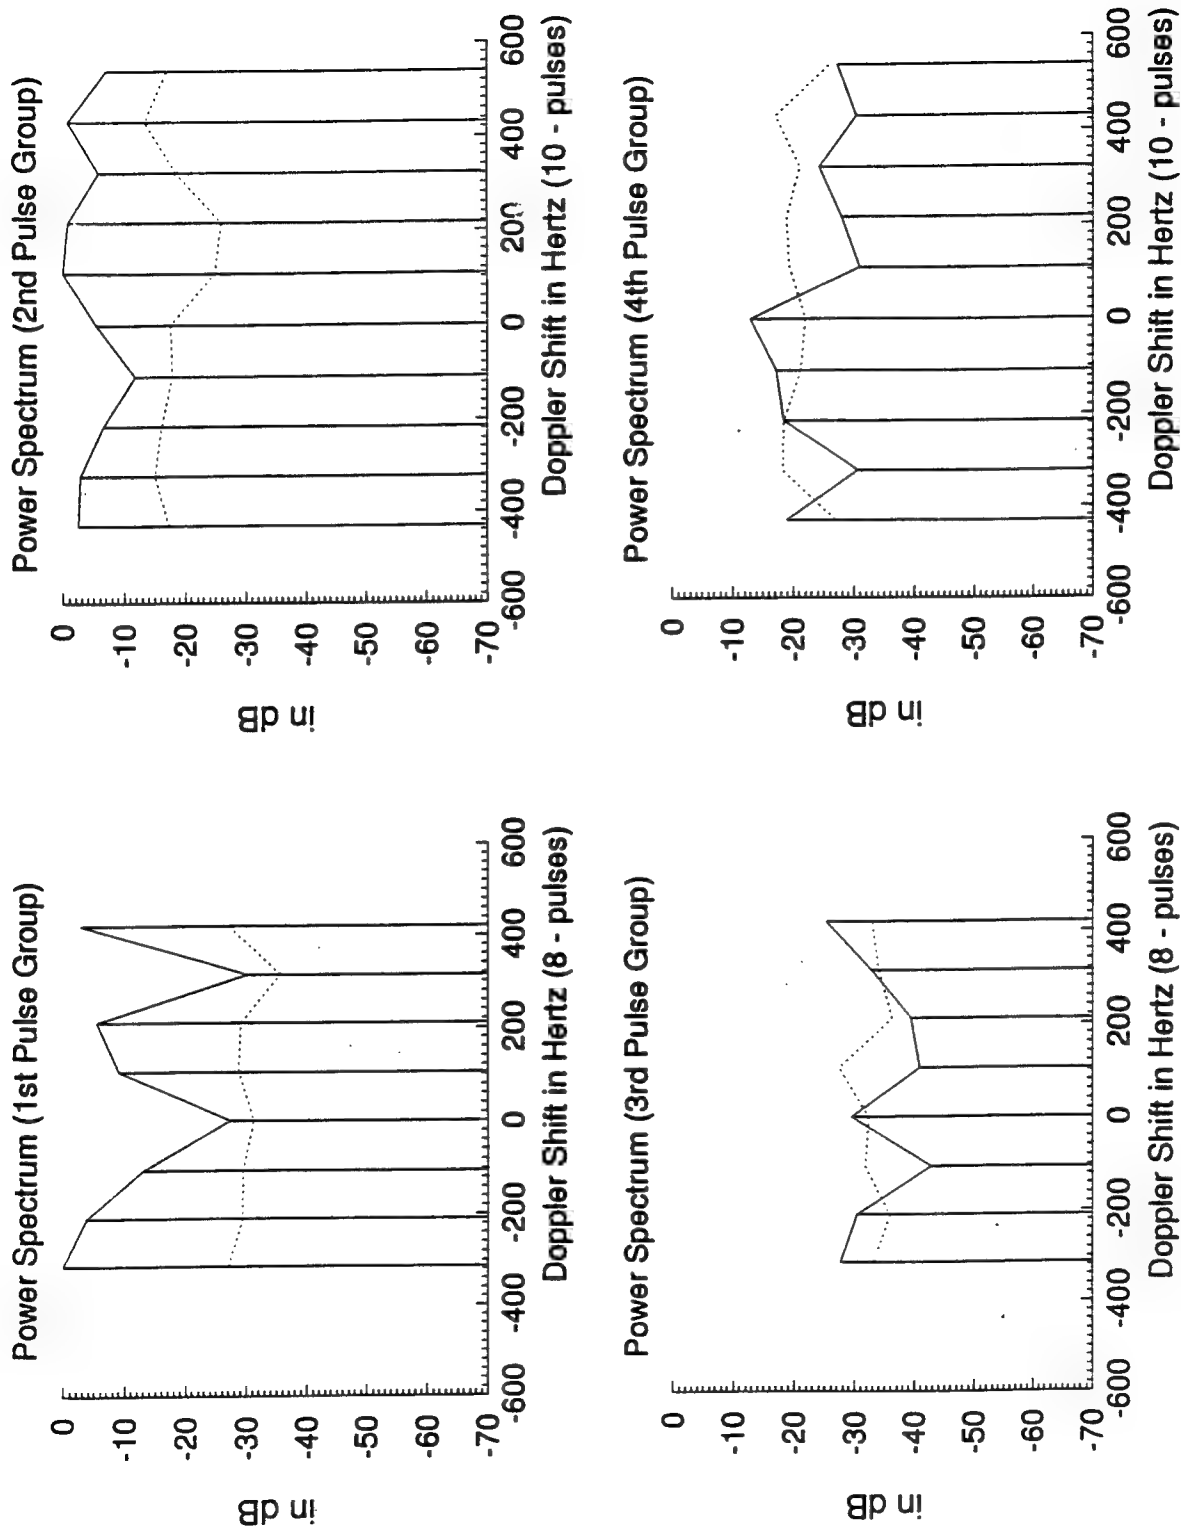 Power Spectrum (1st Pulse Group)
0
-10
-20
-30
-40
-50
-60
-70
in dB
-600 -400 -200 0 200 400 600
Doppler Shift in Hertz (8 - pulses)
Power Spectrum (2nd Pulse Group)
0
-10
-20
-30
-40
-50
-60
-70
in dB
-600 -400 -200 0 200 400 600
Doppler Shift in Hertz (10 - pulses)
Power Spectrum (3rd Pulse Group)
0
-10
-20
-30
-40
-50
-60
-70
in dB
-600 -400 -200 0 200 400 600
Doppler Shift in Hertz (8 - pulses)
Power Spectrum (4th Pulse Group)
0
-10
-20
-30
-40
-50
-60
-70
in dB
-600 -400 -200 0 200 400 600
Doppler Shift in Hertz (10 - pulses)